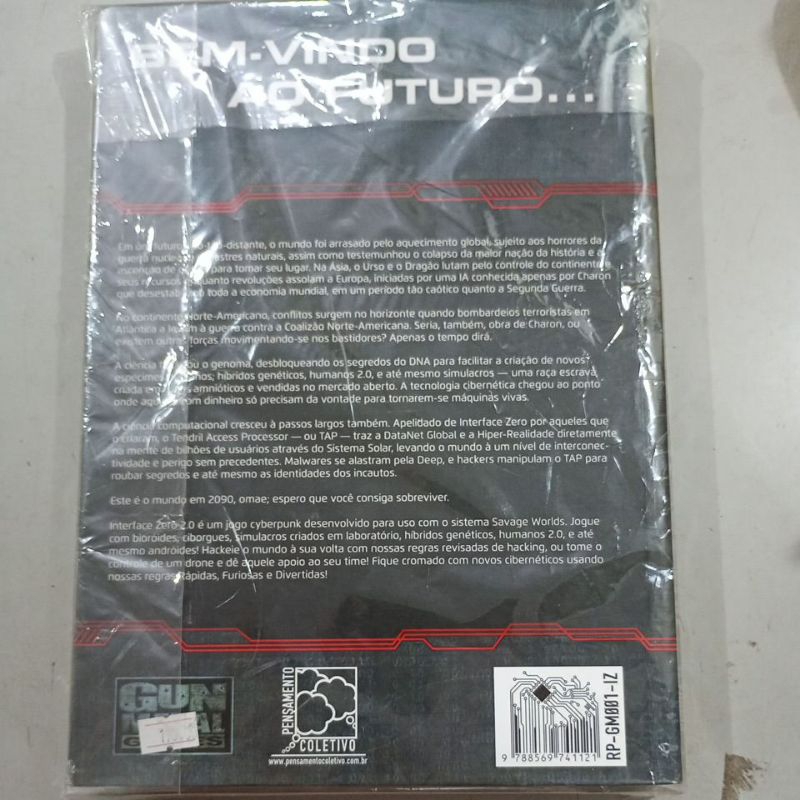 BEM-VINDO
AO FUTURO...
Em um futuro não-tão-distante, o mundo foi arrasado pelo aquecimento global, sujeito aos horrores da
guerra nuclear desastres naturais, assim como testemunhou o colapso da maior nação da história e a
ascenção de para tomar seu lugar. Na Ásia, o Urso e o Dragão lutam pelo controle do continente e
seus recursos enquanto revoluções assolam a Europa, iniciadas por uma IA conhecida apenas por Charon
que desestabilizou toda a economia mundial, em um período tão caótico quanto a Segunda Guerra.
No continente Norte-Americano, conflitos surgem no horizonte quando bombardeios terroristas em
Atlantica a levam à guerra contra a Coalizão Norte-Americana. Seria, também, obra de Charon, ou
existem outras forças movimentando-se nos bastidores? Apenas o tempo dirá.
A ciência o genoma, desbloqueando os segredos do DNA para facilitar a criação de novos
híbridos genéticos, humanos 2.0, e até mesmo simulacros — uma raça escrava
criada em amnióticos e vendidas no mercado aberto. A tecnologia cibernética chegou ao ponto
onde aqueles com dinheiro só precisam da vontade para tornarem-se máquinas vivas.
A ciência computacional cresceu à passos largos também. Apelidado de Interface Zero por aqueles que
o criaram, o Tendril Access Processor — ou TAP — traz a DataNet Global e a Hiper-Realidade diretamente
na mente de bilhões de usuários através do Sistema Solar, levando o mundo à um nível de interconec-
tividade e perigo sem precedentes. Malwares se alastram pela Deep, e hackers manipulam o TAP para
roubar segredos e até mesmo as identidades dos incautos.
Este é o mundo em 2090, omae; espero que você consiga sobreviver.
Interface Zero 2.0 é um jogo cyberpunk desenvolvido para uso com o sistema Savage Worlds. Jogue
com bioroides, ciborgues, simulacros criados em laboratório, híbridos genéticos, humanos 2.0, e até
mesmo androides! Hackeie o mundo à sua volta com nossas regras revisadas de hacking, ou tome o
controle de um drone e dê aquele apoio ao seu time! Fique cromado com novos cibernéticos usando
nossas regras Rápidas, Furiosas e Divertidas!
GUN
METAL
GAMES
PENSAMENTO
COLETIVO
www.pensamentocoletivo.com.br
9 788569 741121
RP-GM001-IZ